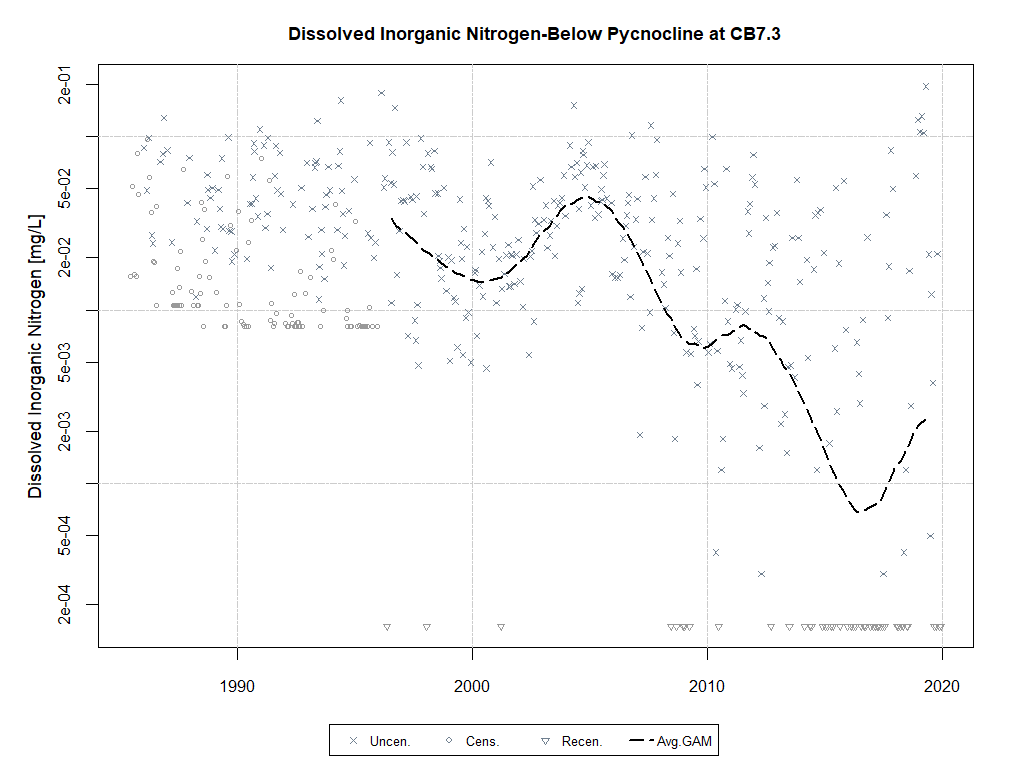 Dissolved Inorganic Nitrogen-Below Pycnocline at CB7.3
Dissolved Inorganic Nitrogen [mg/L]
2e-01
5e-02
2e-02
5e-03
2e-03
5e-04
2e-04
1990 2000 2010 2020
Uncen. Cens. Recen. Avg.GAM